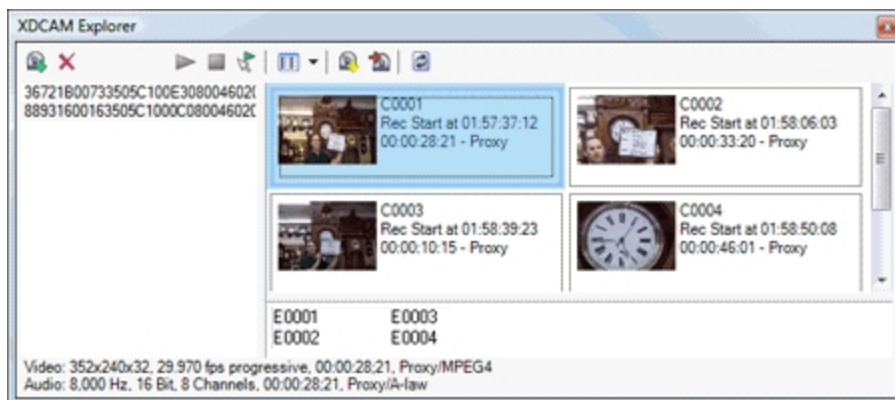 XDCAM Explorer
36721B00733505C100E308004602(
88931600163505C1000C08004602(
C0001
Rec Start at 01:57:37:12
00:00:28:21 - Proxy
C0002
Rec Start at 01:58:06:03
00:00:33:20 - Proxy
C0003
Rec Start at 01:58:39:23
00:00:10:15 - Proxy
C0004
Rec Start at 01:58:50:08
00:00:46:01 - Proxy
E0001 E0003
E0002 E0004
Video: 352x240x32, 29.970 fps progressive, 00:00:28;21, Proxy/MPEG4
Audio: 8,000 Hz, 16 Bit, 8 Channels, 00:00:28;21, Proxy/A-law